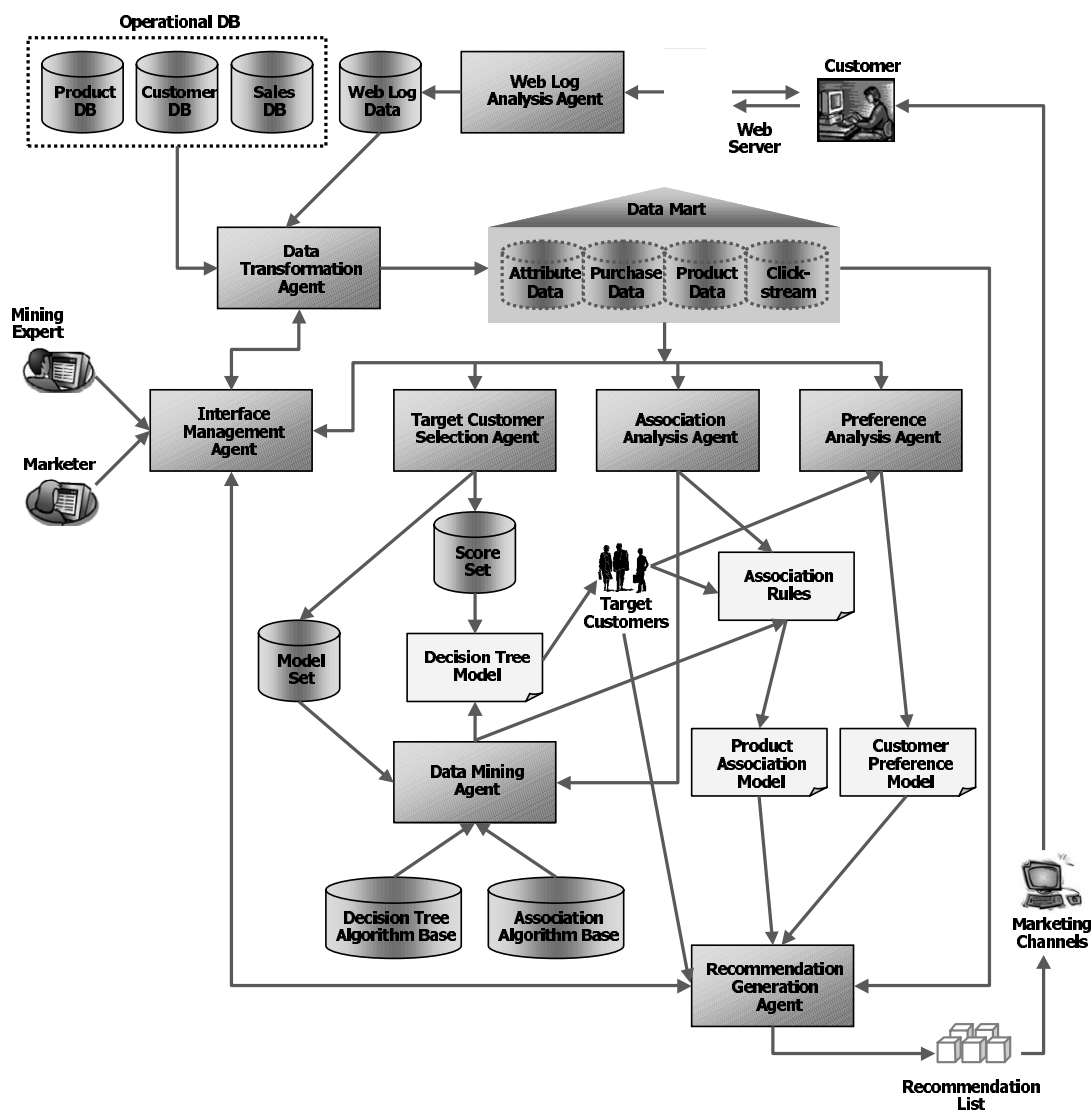 Operational DB
Product
DB
Customer
DB
Sales
DB
Web Log
Data
Web Log
Analysis Agent
Web
Server
Customer
Data Mart
Data
Transformation
Agent
Attribute
Data
Purchase
Data
Product
Data
Click-
stream
Mining
Expert
Marketer
Interface
Management
Agent
Target Customer
Selection Agent
Association
Analysis Agent
Preference
Analysis Agent
Score
Set
Target
Customers
Association
Rules
Model
Set
Decision Tree
Model
Data Mining
Agent
Product
Association
Model
Customer
Preference
Model
Decision Tree
Algorithm Base
Association
Algorithm Base
Marketing
Channels
Recommendation
Generation
Agent
Recommendation
List